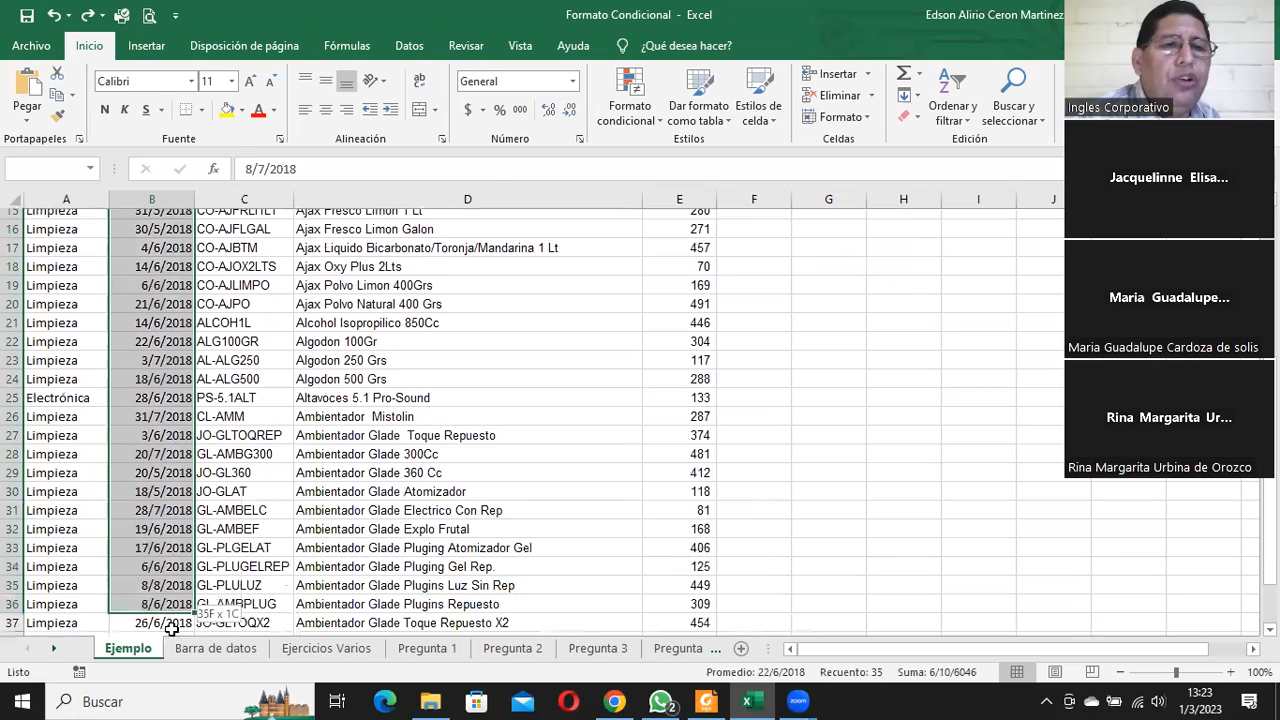 Formato Condicional - Excel
Edson Alirio Ceron Martinez
Archivo Inicio Insertar Disposición de página Fórmulas Datos Revisar Vista Ayuda ¿Qué desea hacer?
Pegar
Calibri 11
N K S
ab
General
$ % 000
Formato condicional
Dar formato como tabla
Estilos de celda
Insertar
Eliminar
Formato
Ordenar y filtrar
Buscar y seleccionar
Portapapeles Fuente Alineación Número Estilos Celdas Edición
fx 8/7/2018
A B C D E F G H I J
15 Limpieza 31/5/2018 CO-AJFRLI1LT Ajax Fresco Limon 1 Lt 280
16 Limpieza 30/5/2018 CO-AJFLGAL Ajax Fresco Limon Galon 271
17 Limpieza 4/6/2018 CO-AJBTM Ajax Liquido Bicarbonato/Toronja/Mandarina 1 Lt 457
18 Limpieza 14/6/2018 CO-AJOX2LTS Ajax Oxy Plus 2Lts 70
19 Limpieza 6/6/2018 CO-AJLIMPO Ajax Polvo Limon 400Grs 169
20 Limpieza 21/6/2018 CO-AJPO Ajax Polvo Natural 400 Grs 491
21 Limpieza 14/6/2018 ALCOH1L Alcohol Isopropilico 850Cc 446
22 Limpieza 22/6/2018 ALG100GR Algodon 100Gr 304
23 Limpieza 3/7/2018 AL-ALG250 Algodon 250 Grs 117
24 Limpieza 18/6/2018 AL-ALG500 Algodon 500 Grs 288
25 Electrónica 28/6/2018 PS-5.1ALT Altavoces 5.1 Pro-Sound 133
26 Limpieza 31/7/2018 CL-AMM Ambientador Mistolin 287
27 Limpieza 3/6/2018 JO-GLTOQREP Ambientador Glade Toque Repuesto 374
28 Limpieza 20/7/2018 GL-AMBG300 Ambientador Glade 300Cc 481
29 Limpieza 20/5/2018 JO-GL360 Ambientador Glade 360 Cc 412
30 Limpieza 18/5/2018 JO-GLAT Ambientador Glade Atomizador 118
31 Limpieza 28/7/2018 GL-AMBELC Ambientador Glade Electrico Con Rep 81
32 Limpieza 19/6/2018 GL-AMBEF Ambientador Glade Explo Frutal 168
33 Limpieza 17/6/2018 GL-PLGELAT Ambientador Glade Pluging Atomizador Gel 406
34 Limpieza 6/6/2018 GL-PLUGELREP Ambientador Glade Pluging Gel Rep. 125
35 Limpieza 8/8/2018 GL-PLULUZ Ambientador Glade Plugins Luz Sin Rep 449
36 Limpieza 8/6/2018 GL-AMBPLUG Ambientador Glade Plugins Repuesto 309
35F x 1C
37 Limpieza 26/6/2018 JO-GLTOQX2 Ambientador Glade Toque Repuesto X2 454
Ejemplo Barra de datos Ejercicios Varios Pregunta 1 Pregunta 2 Pregunta 3 Pregunta ...
Listo Promedio: 22/6/2018 Recuento: 35 Suma: 6/10/6046 100%
Search
2
13:23
1/3/2023
Ingles Corporativo
Jacquelinne Elisa...
Maria Guadalupe...
Maria Guadalupe Cardoza de solis
Rina Margarita Ur...
Rina Margarita Urbina de Orozco